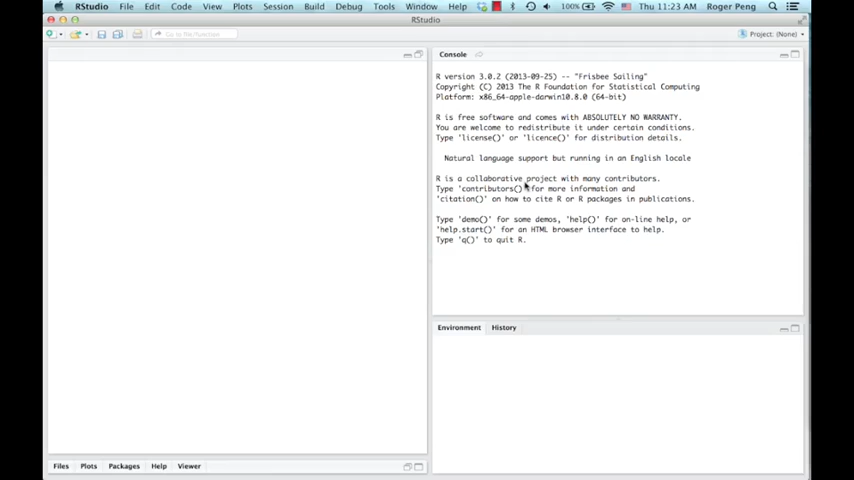 RStudio File Edit Code View Plots Session Build Debug Tools Window Help 100% Thu 11:23 AM Roger Peng
RStudio
Go to file/function Project: (None)
Console
R version 3.0.2 (2013-09-25) -- "Frisbee Sailing"
Copyright (C) 2013 The R Foundation for Statistical Computing
Platform: x86_64-apple-darwin10.8.0 (64-bit)
R is free software and comes with ABSOLUTELY NO WARRANTY.
You are welcome to redistribute it under certain conditions.
Type 'license()' or 'licence()' for distribution details.
Natural language support but running in an English locale
R is a collaborative project with many contributors.
Type 'contributors()' for more information and
'citation()' on how to cite R or R packages in publications.
Type 'demo()' for some demos, 'help()' for on-line help, or
'help.start()' for an HTML browser interface to help.
Type 'q()' to quit R.
Environment History
Files Plots Packages Help Viewer